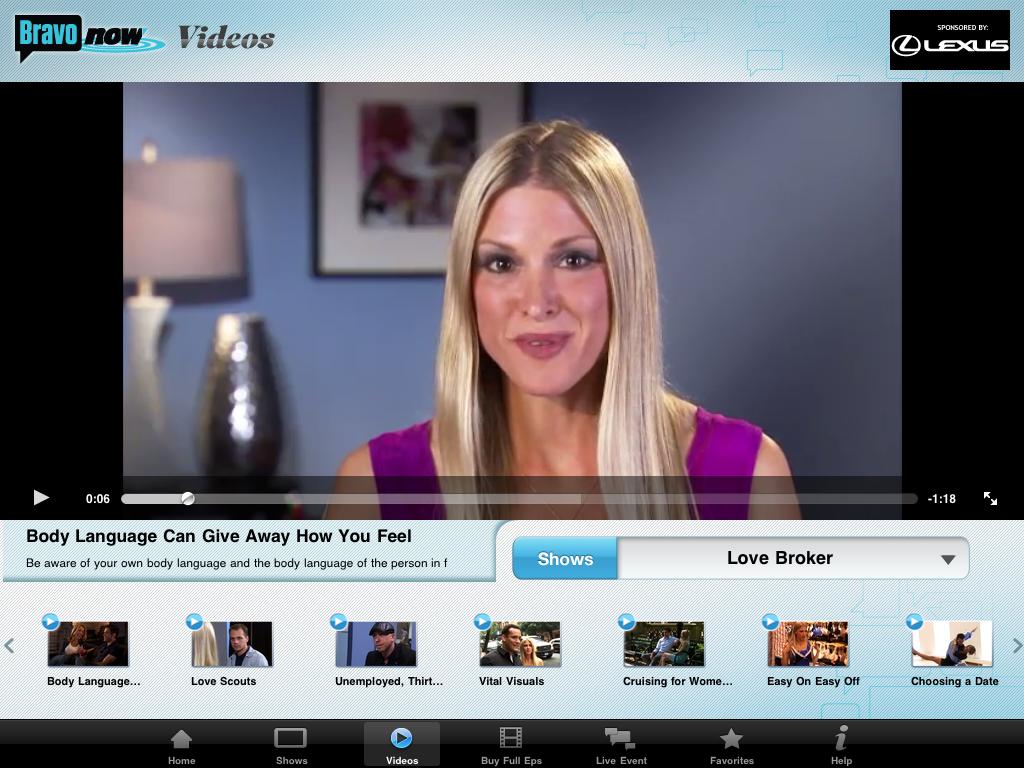 Bravo now Videos
SPONSORED BY:
LEXUS
0:06
-1:18
Body Language Can Give Away How You Feel
Be aware of your own body language and the body language of the person in f
Shows
Love Broker
Body Language...
Love Scouts
Unemployed, Thirt...
Vital Visuals
Cruising for Wome...
Easy On Easy Off
Choosing a Date
Home
Shows
Videos
Buy Full Eps
Live Event
Favorites
Help